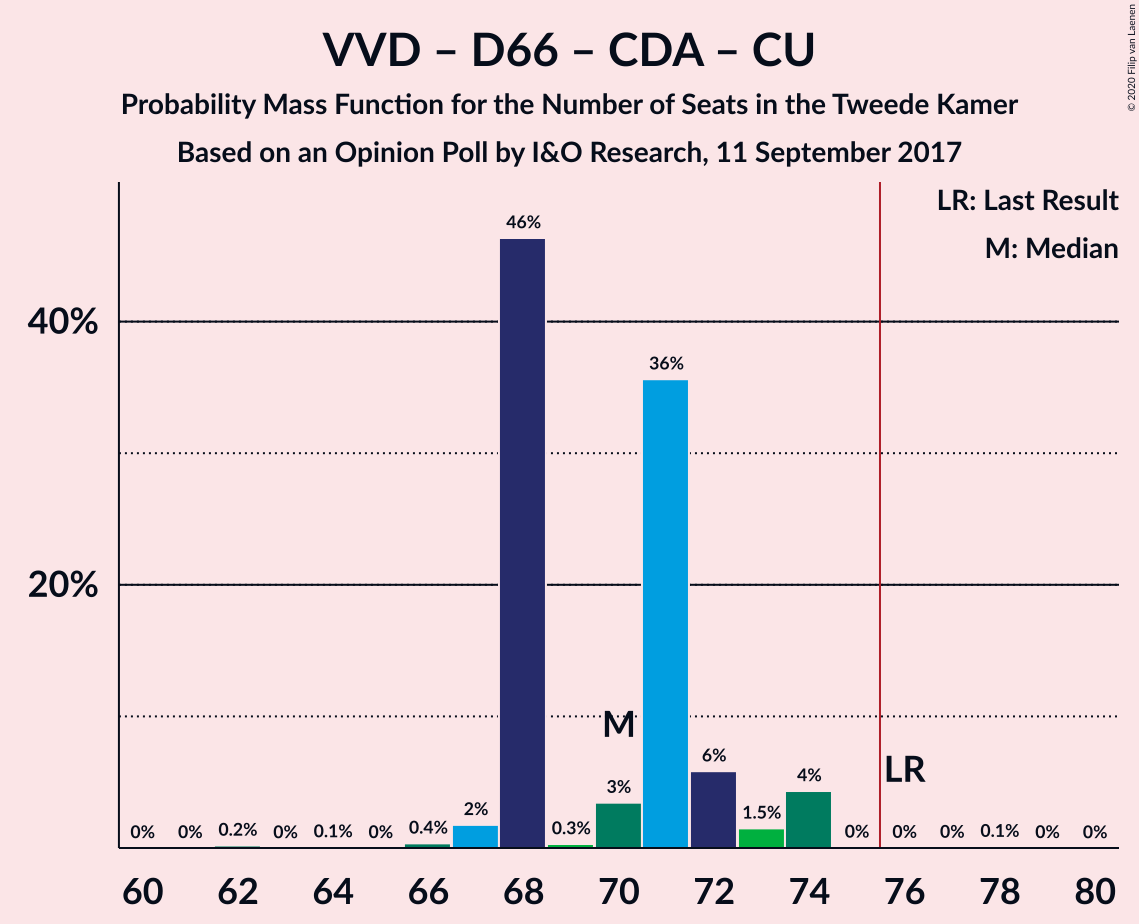 VVD – D66 – CDA – CU
Probability Mass Function for the Number of Seats in the Tweede Kamer
Based on an Opinion Poll by I&O Research, 11 September 2017
© 2020 Filip van Laenen
LR: Last Result
M: Median
40%
20%
0% 0% 0.2% 0% 0.1% 0% 0.4% 2% 46% 0.3% 3% 36% 6% 1.5% 4% 0% 0% 0% 0.1% 0% 0%
M
LR
60 62 64 66 68 70 72 74 76 78 80